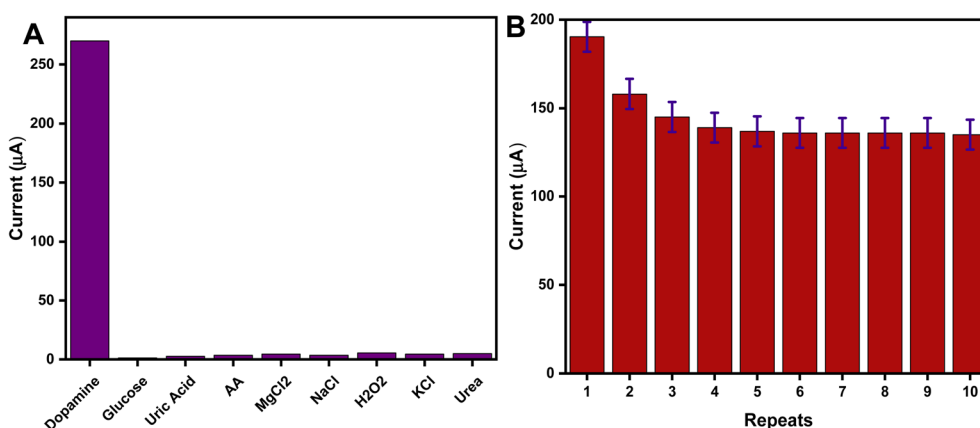 A
Current (µA)
250
200
150
100
50
0
Dopamine
Glucose
Uric Acid
AA
MgCl2
NaCl
H2O2
KCl
Urea
B
Current (µA)
200
150
100
50
0
1 2 3 4 5 6 7 8 9 10
Repeats